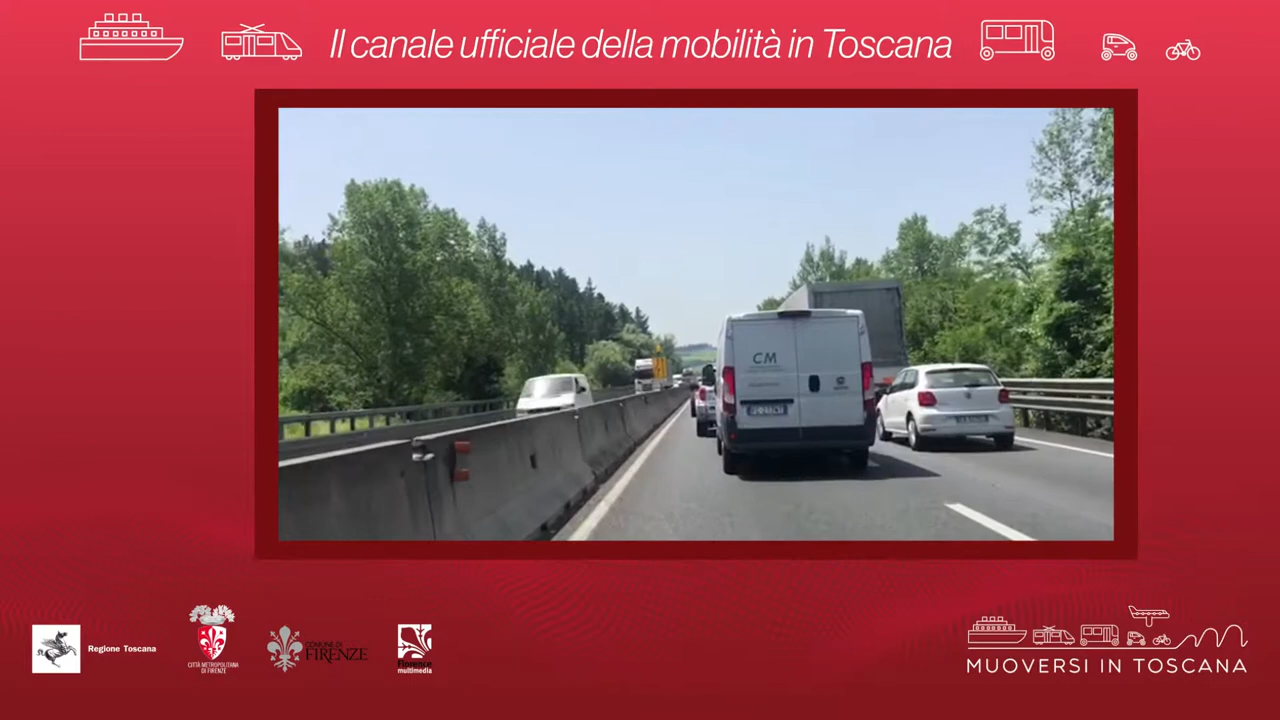 Il canale ufficiale della mobilità in Toscana
CM
Regione Toscana
CITTÀ METROPOLITANA
DI FIRENZE
COMUNE DI
FIRENZE
Florence
multimedia
MUOVERSI IN TOSCANA